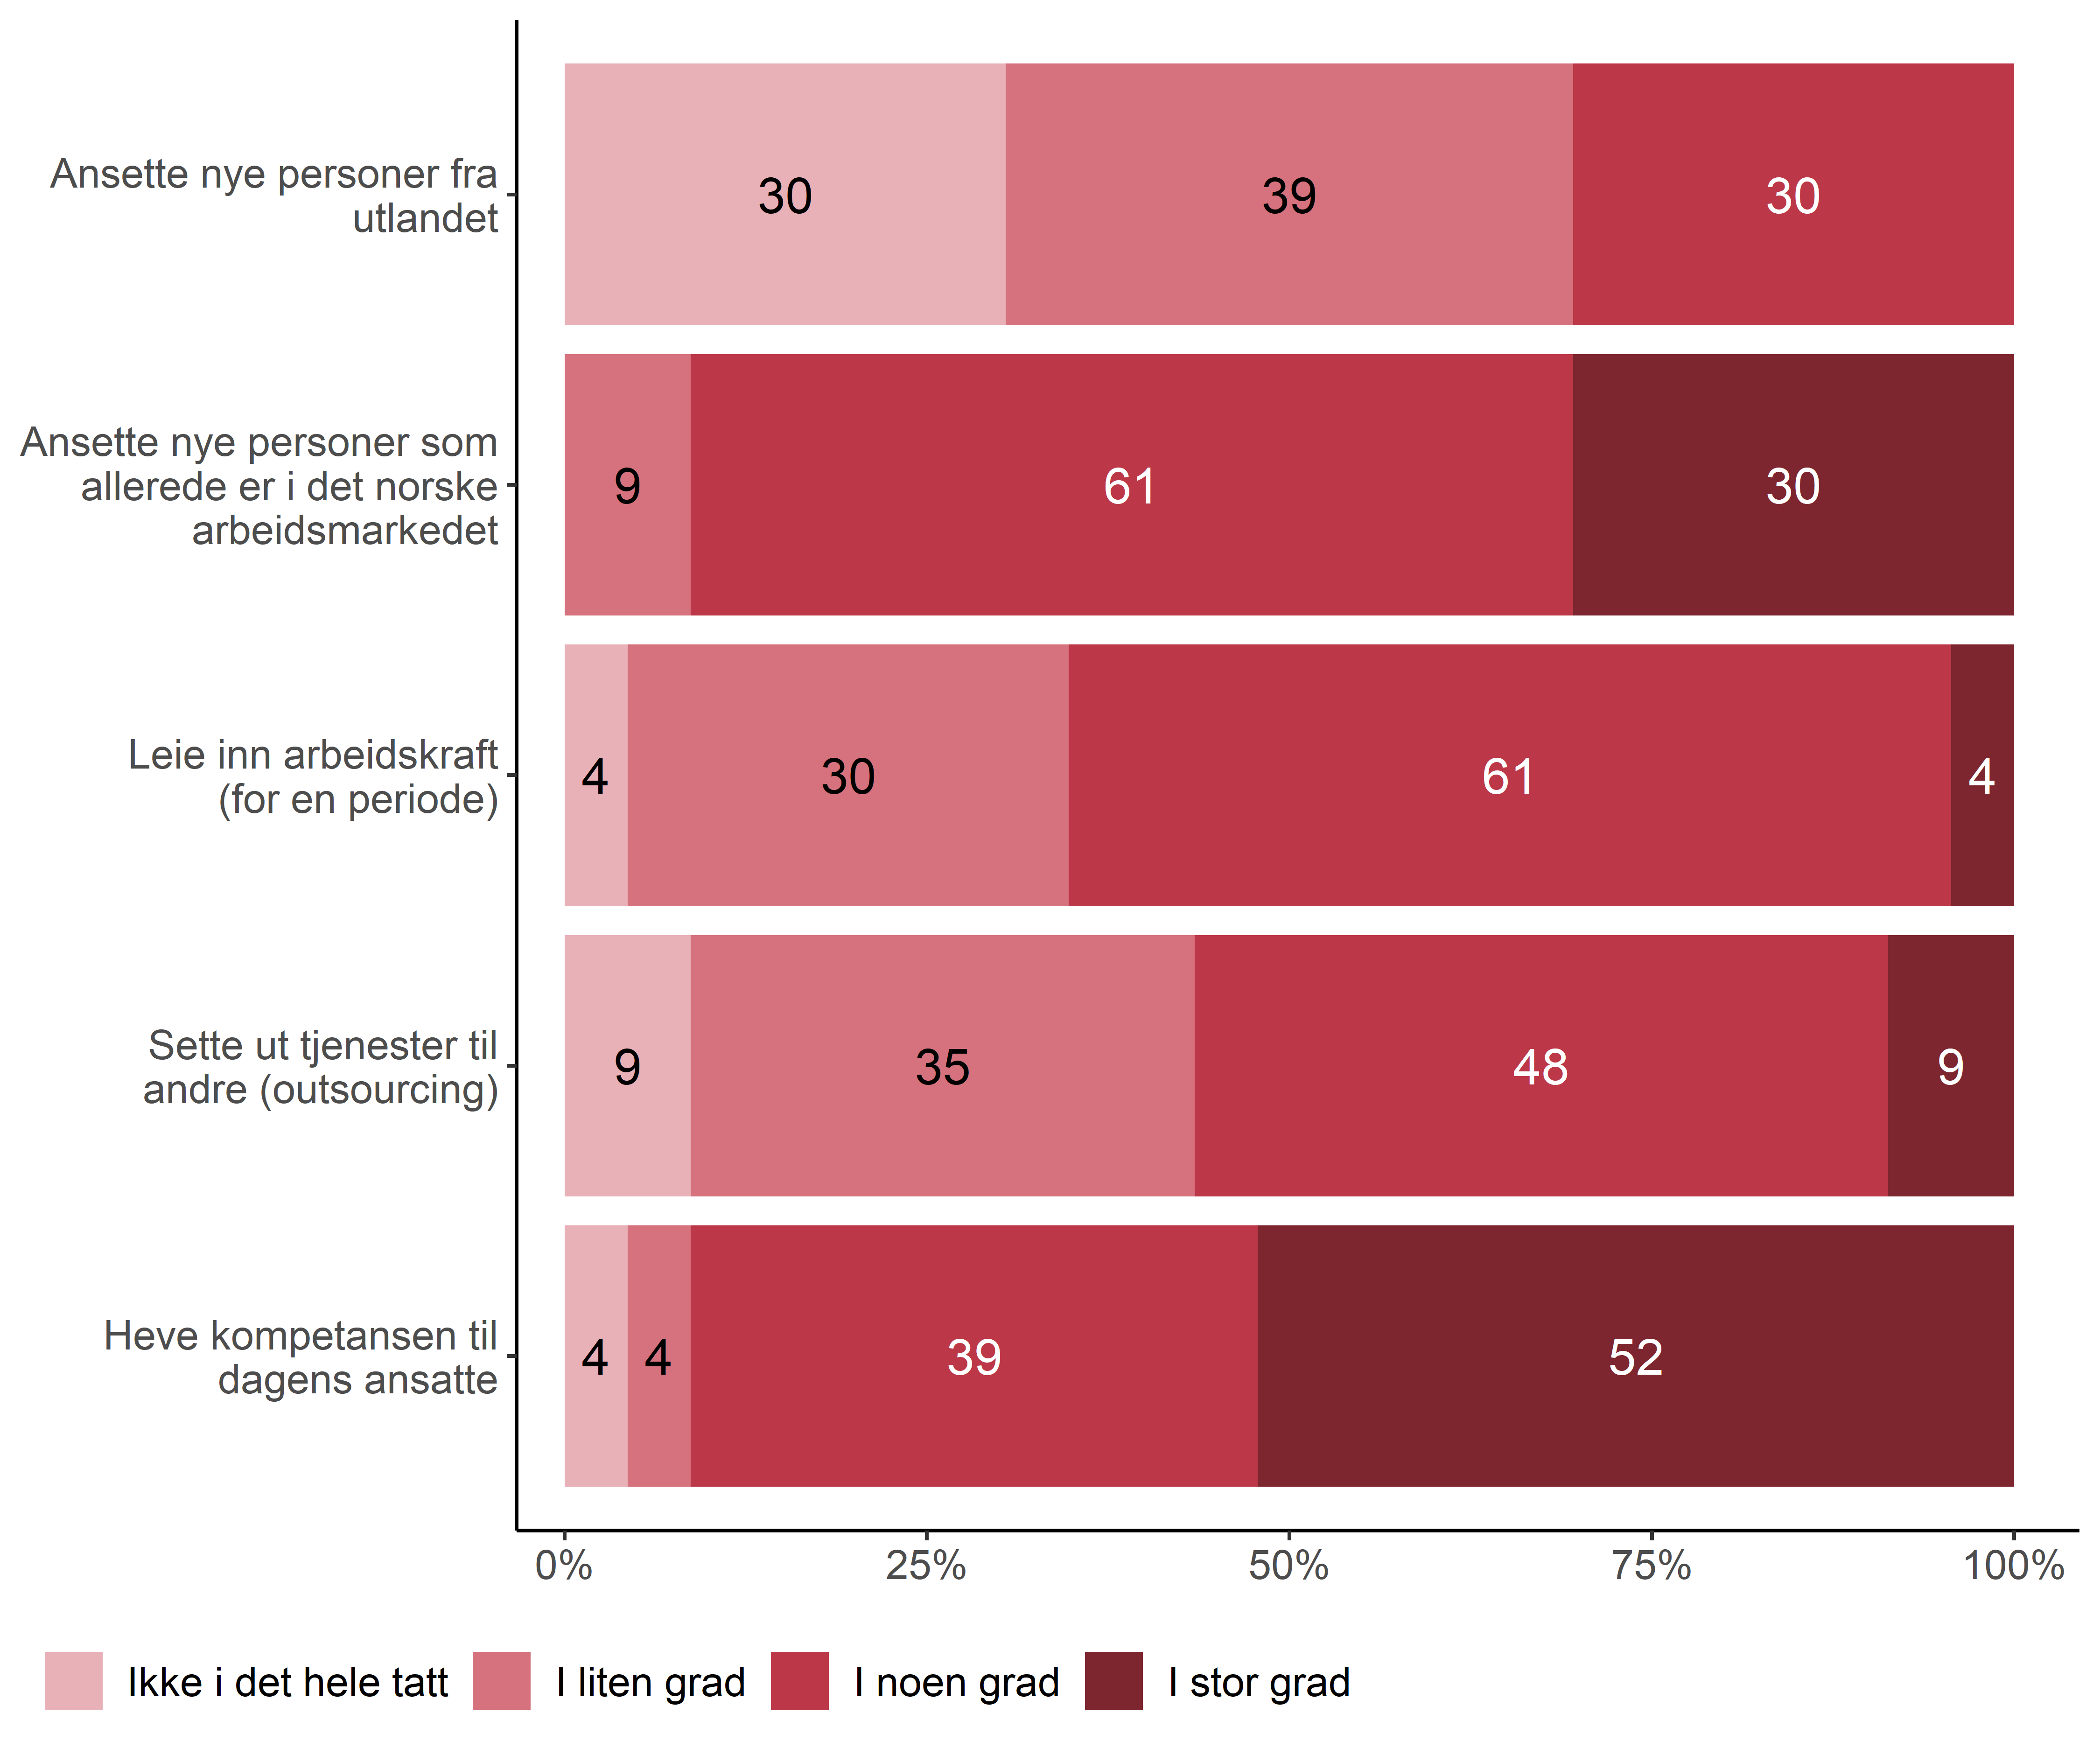 Ansette nye personer fra
utlandet
30 39 30
Ansette nye personer som
allerede er i det norske
arbeidsmarkedet
9 61 30
Leie inn arbeidskraft
(for en periode)
4 30 61 4
Sette ut tjenester til
andre (outsourcing)
9 35 48 9
Heve kompetansen til
dagens ansatte
4 4 39 52
0% 25% 50% 75% 100%
Ikke i det hele tatt I liten grad I noen grad I stor grad